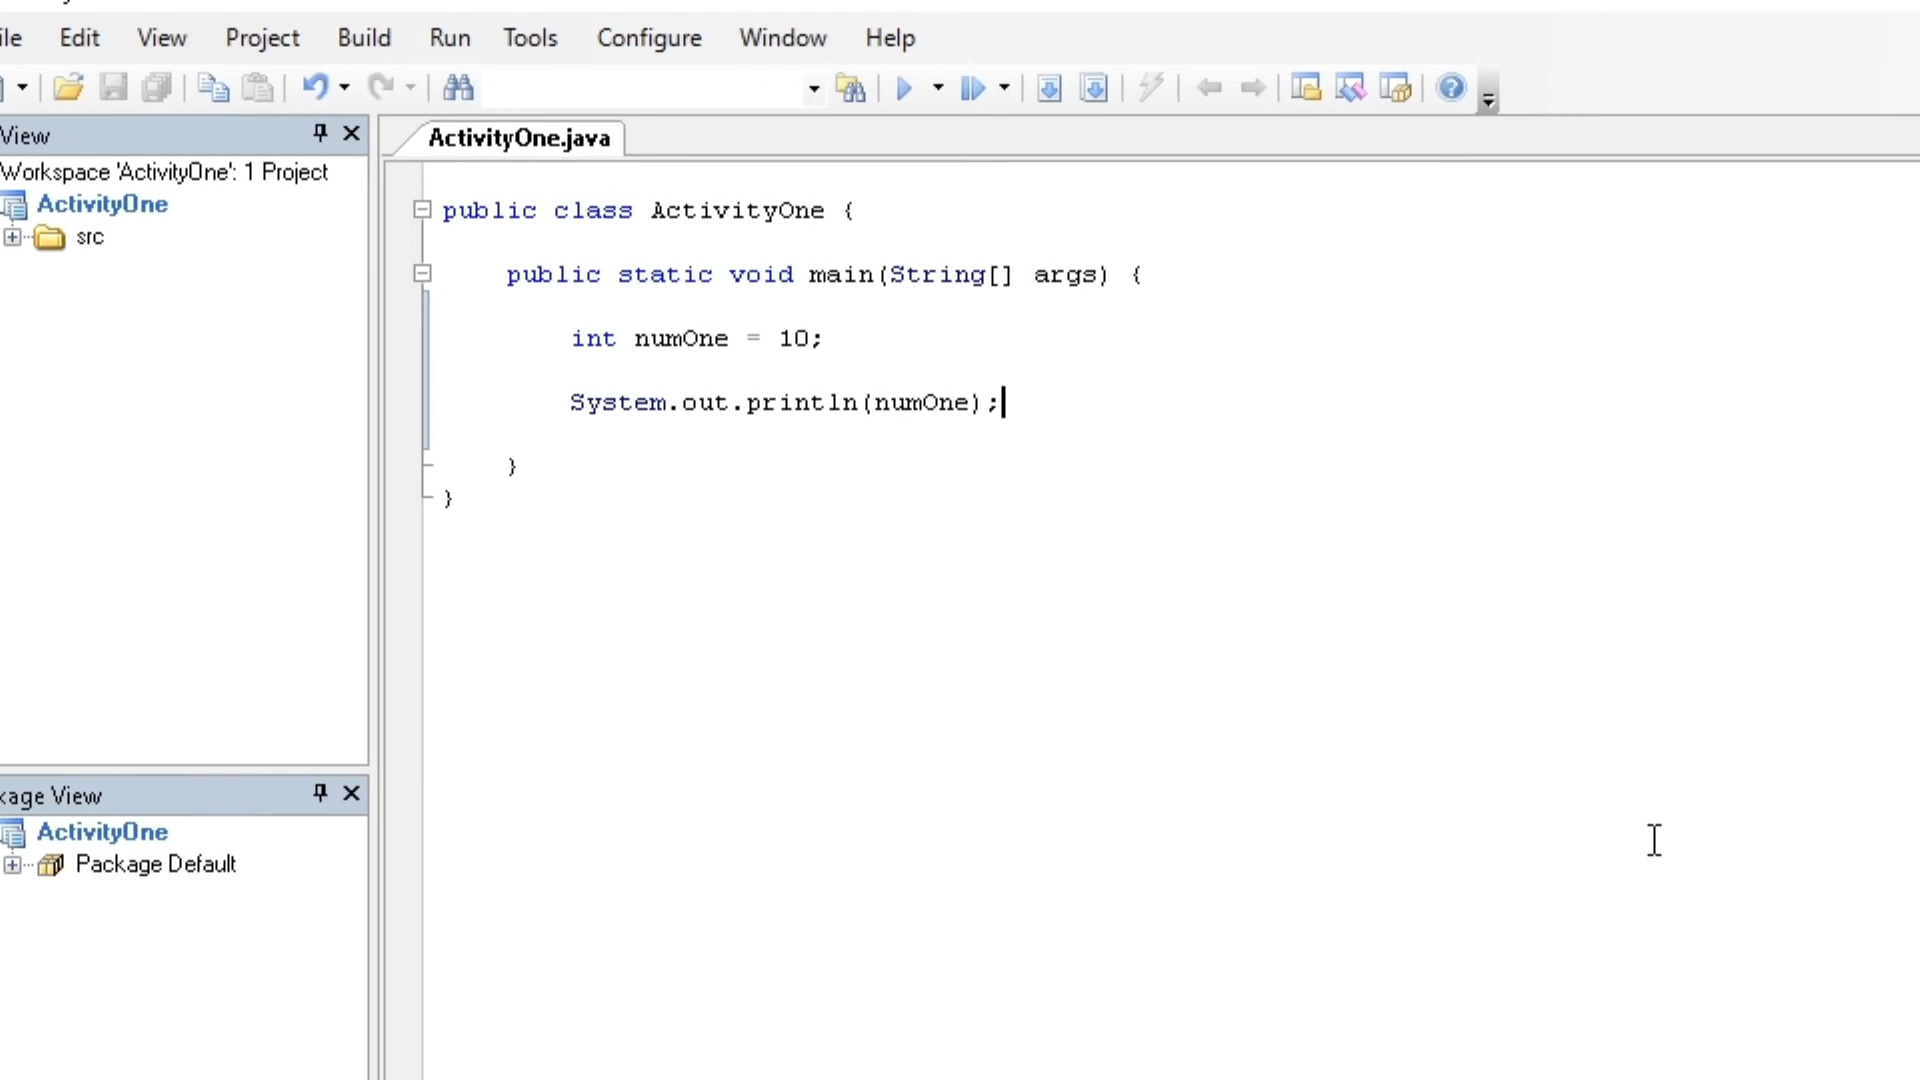 ile Edit View Project Build Run Tools Configure Window Help
View
Workspace 'ActivityOne': 1 Project
ActivityOne
src
kage View
ActivityOne
Package Default
ActivityOne.java
public class ActivityOne {
public static void main(String[] args) {
int numOne = 10;
System.out.println(numOne);
}
}